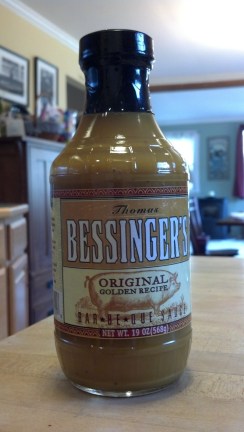 Thomas
BESSINGER'S
ORIGINAL
GOLDEN RECIPE
BAR•BE•QUE SAUCE
NET WT. 19 OZ (568g)